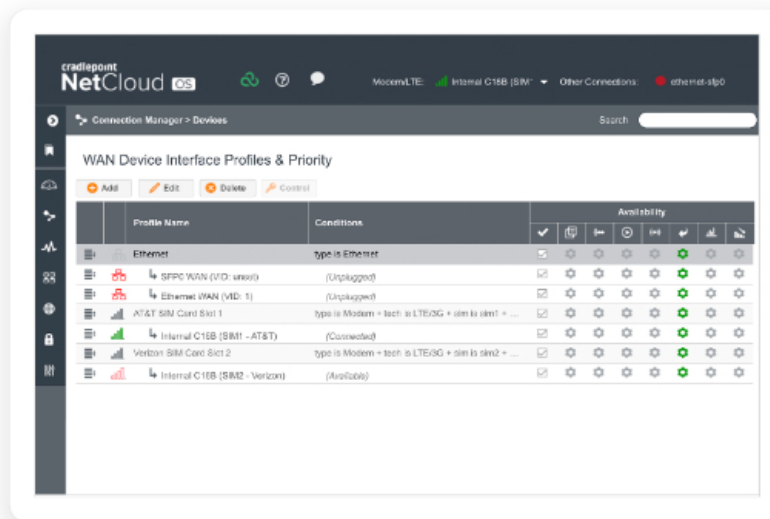 cradlepoint
NetCloud OS
Modem/LTE: Internal C18B (SIM1 Other Connections: ethernet-sfp0
Connection Manager > Devices Search
WAN Device Interface Profiles & Priority
Add Edit Delete Control
Availability
Profile Name Conditions
Ethernet type is Ethernet
SFP0 WAN (VID: unset) (Unplugged)
Ethernet WAN (VID: 1) (Unplugged)
AT&T SIM Card Slot 1 type is Modem + tech is LTE/3G + sim is sim1 + ...
Internal C18B (SIM1 - AT&T) (Connected)
Verizon SIM Card Slot 2 type is Modem + tech is LTE/3G + sim is sim2 + ...
Internal C18B (SIM2 - Verizon) (Available)